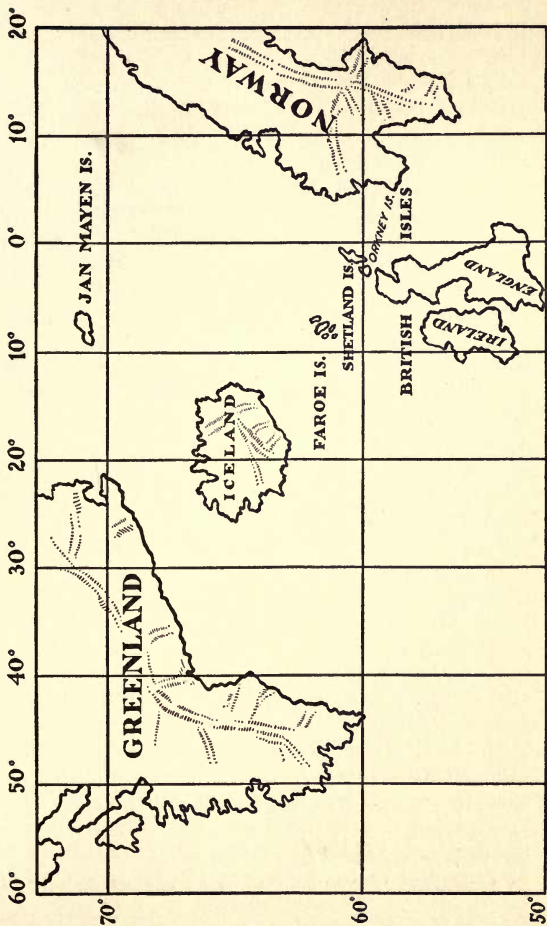 60° 50° 40° 30° 20° 10° 0° 10° 20°
70°
60°
50°
GREENLAND
ICELAND
JAN MAYEN IS.
NORWAY
FAROE IS.
SHETLAND IS.
ORKNEY IS.
BRITISH ISLES
IRELAND
ENGLAND